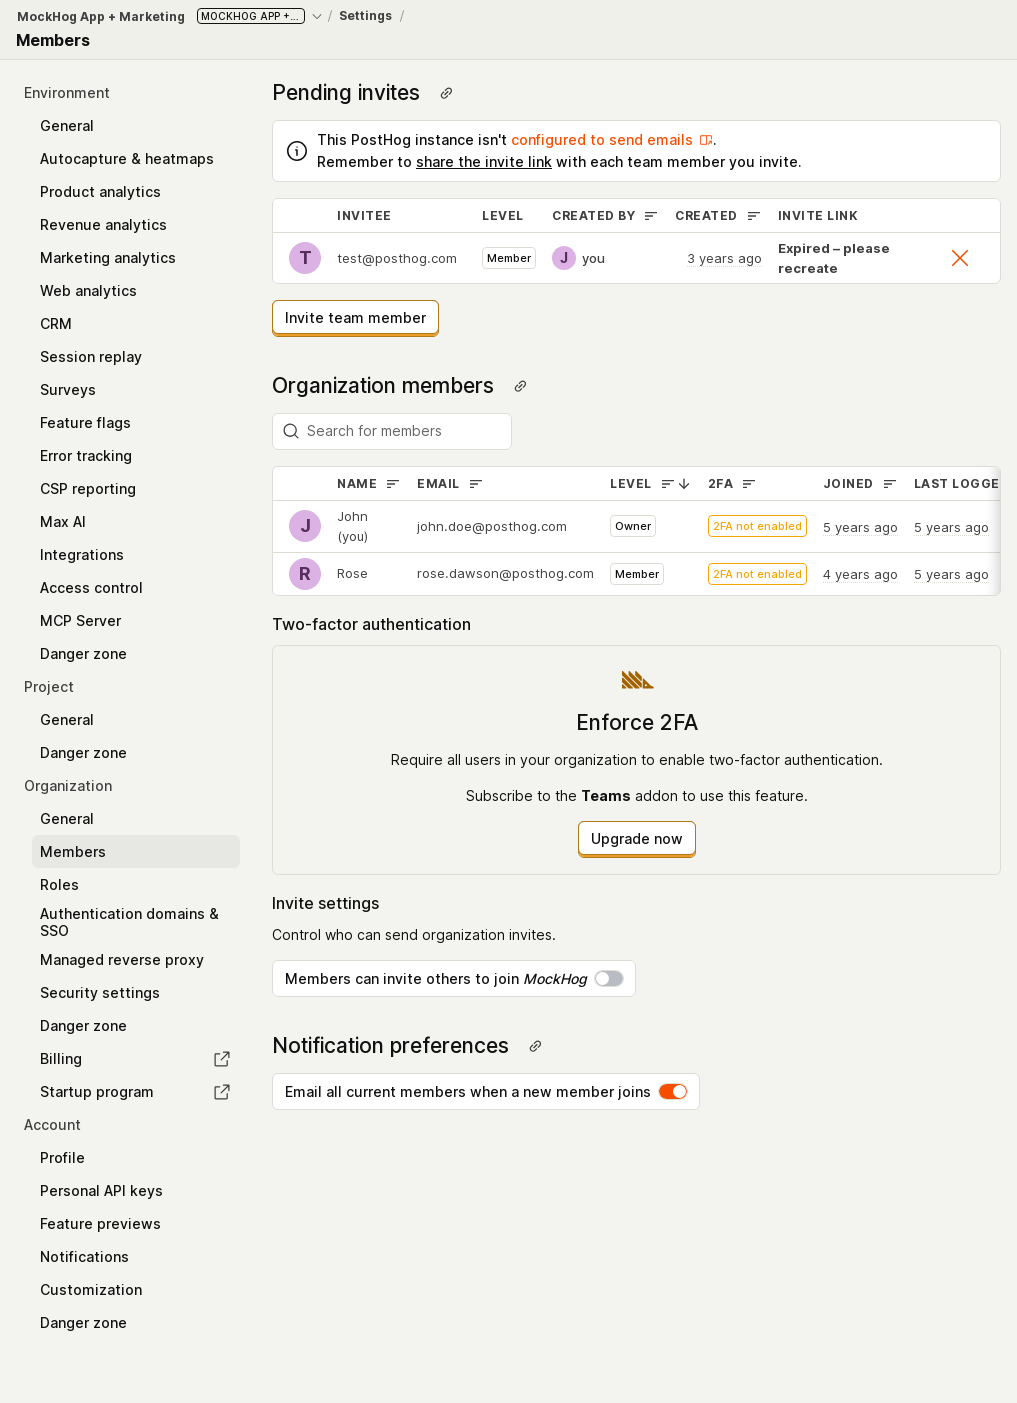 MockHog App + Marketing MOCKHOG APP +... / Settings /
Members
Environment
General
Autocapture & heatmaps
Product analytics
Revenue analytics
Marketing analytics
Web analytics
CRM
Session replay
Surveys
Feature flags
Error tracking
CSP reporting
Max AI
Integrations
Access control
MCP Server
Danger zone
Project
General
Danger zone
Organization
General
Members
Roles
Authentication domains &
SSO
Managed reverse proxy
Security settings
Danger zone
Billing
Startup program
Account
Profile
Personal API keys
Feature previews
Notifications
Customization
Danger zone
Pending invites
This PostHog instance isn't configured to send emails .
Remember to share the invite link with each team member you invite.
INVITEE LEVEL CREATED BY CREATED INVITE LINK
T test@posthog.com Member J you 3 years ago Expired – please
recreate
Invite team member
Organization members
Search for members
NAME EMAIL LEVEL 2FA JOINED LAST LOGGE
J John
(you) john.doe@posthog.com Owner 2FA not enabled 5 years ago 5 years ago
R Rose rose.dawson@posthog.com Member 2FA not enabled 4 years ago 5 years ago
Two-factor authentication
Enforce 2FA
Require all users in your organization to enable two-factor authentication.
Subscribe to the Teams addon to use this feature.
Upgrade now
Invite settings
Control who can send organization invites.
Members can invite others to join MockHog
Notification preferences
Email all current members when a new member joins